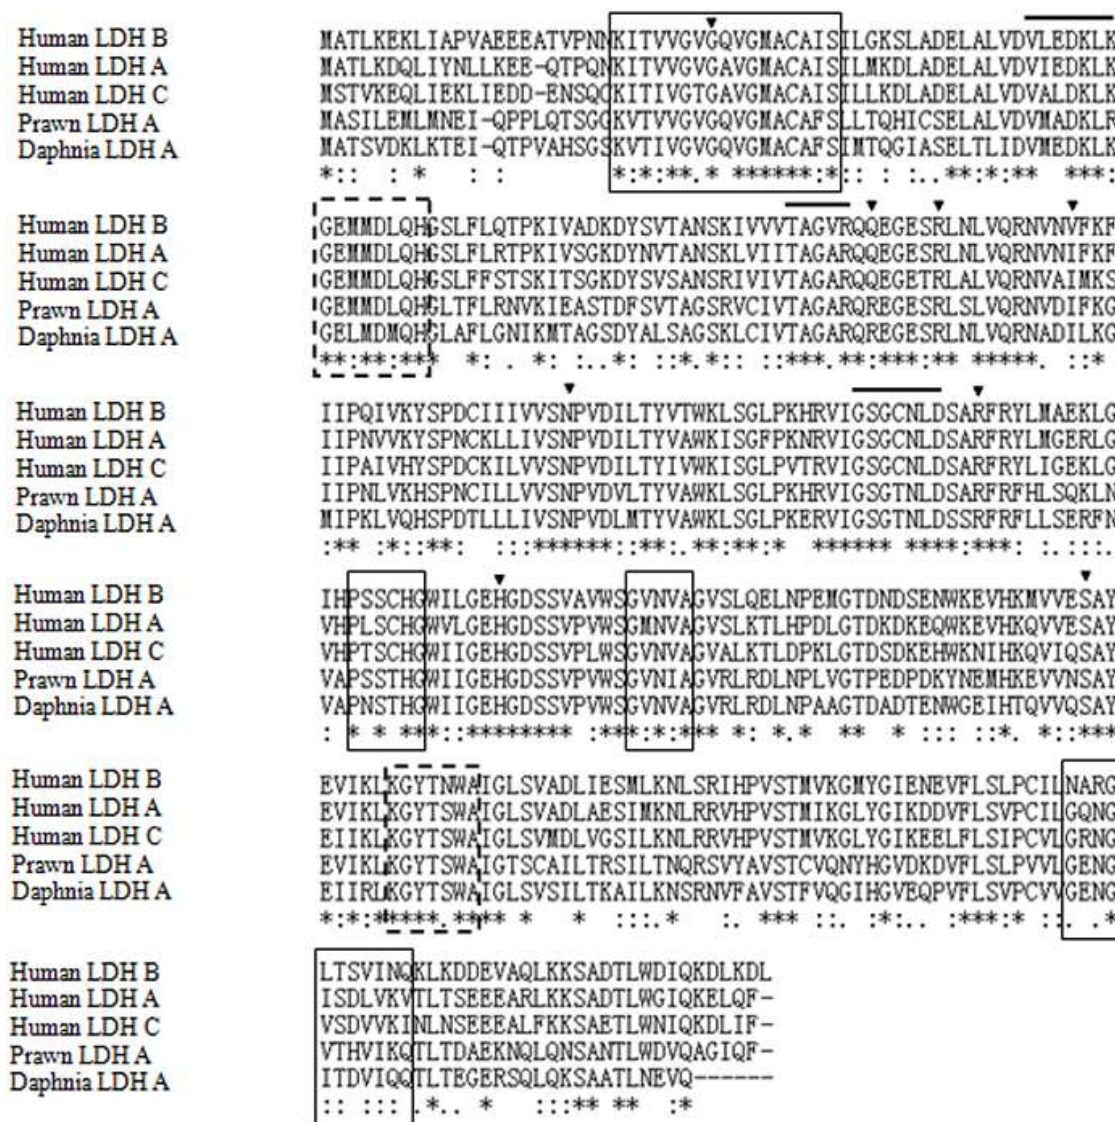 Human LDH B MATLKEKLIAPVAEEEATVPNNKITVVGVGQVGMACAISILGKSLADELALVDVLEDKLK
Human LDH A MATLKDQLIYNLLKEE-QTPQNKITVVGVGAVGMACAISILMKDLADELALVDVIEDKLK
Human LDH C MSTVKEQLIEKLIEDD-ENSQCKITIVGTGAVGMACAISILLKDLADELALVDVALDKLK
Prawn LDH A MASILEMLMNEI-QPPLQTSGGKVTVVGVGQVGMACAFSLLTQHICSELALVDVMADKLR
Daphnia LDH A MATSVDKLKTEI-QTPVAHSGSKVTIVGVGQVGMACAFSIMTQGIASELTLIDVMEDKLK
*:: : * : : *:*:**.* *******:*:: : :..**:*:** ***:
Human LDH B GEMMDLQHGSLFLQTPKIVADKDYSVTANSKIVVVTAGVRQQEGESRLNLVQRNVNVFKF
Human LDH A GEMMDLQHGSLFLRTPKIVSGKDYNVTANSKLVIITAGARQQEGESRLNLVQRNVNIFKF
Human LDH C GEMMDLQHGSLFFSTSKITSGKDYSVSANSRIVIVTAGARQQEGETRLALVQRNVAIMKS
Prawn LDH A GEMMDLQHGLTFLRNVKIEASTDFSVTAGSRVCIVTAGARQREGESRLSLVQRNVDIFKG
Daphnia LDH A GELMDMQHGLAFLGNIKMTAGSDYALSAGSKLCIVTAGARQREGESRLNLVQRNADILKG
**:**:*** *:. *: :..*: ::*.*:: ::***.**:***:** *****. ::*
Human LDH B IIPQIVKYSPDCIIIVVSNPVDILTYVTWKLSGLPKHRVIGSGCNLDSARFRYLMAEKLG
Human LDH A IIPNVVKYSPNCKLLIVSNPVDILTYVAWKISGFPKNRVIGSGCNLDSARFRYLMGERLG
Human LDH C IIPAIVHYSPDCKILVVSNPVDILTYIVWKISGLPVTRVIGSGCNLDSARFRYLIGEKLG
Prawn LDH A IIPNLVKHSPNCILLVVSNPVDVLTYVAWKLSGLPKHRVIGSGTNLDSARFRFHLSQKLN
Daphnia LDH A MIPKLVQHSPDTLLLIVSNPVDLMTYVAWKLSGLPKERVIGSGTNLDSSRFRFLLSERFN
:** :*::**: :::******::**:.**:**:* ****** ****:***: :.:::.
Human LDH B IHPSSCHGWILGEHGDSSVAVWSGVNVAGVSLQELNPEMGTDNDSENWKEVHKMVVESAY
Human LDH A VHPLSCHGWVLGEHGDSSVPVWSGMNVAGVSLKTLHPDLGTDKDKEQWKEVHKQVVESAY
Human LDH C VHPTSCHGWIIGEHGDSSVPLWSGVNVAGVALKTLDPKLGTDSDKEHWKNIHKQVIQSAY
Prawn LDH A VAPSSTHGWIIGEHGDSSVPVWSGVNIAGVRLRDLNPLVGTPEDPDKYNEMHKEVVNSAY
Daphnia LDH A VAPNSTHGWIIGEHGDSSVPVWSGVNVAGVRLRDLNPAAGTDADTENWGEIHTQVVQSAY
: * * ***::******** :***:*:*** *: *.* ** * ::: ::*. *::***
Human LDH B EVIKLKGYTNWAIGLSVADLIESMLKNLSRIHPVSTMVKGMYGIENEVFLSLPCILNARG
Human LDH A EVIKLKGYTSWAIGLSVADLAESIMKNLRRVHPVSTMIKGLYGIKDDVFLSVPCILGQNG
Human LDH C EIIKLKGYTSWAIGLSVMDLVGSILKNLRRVHPVSTMVKGLYGIKEELFLSIPCVLGRNG
Prawn LDH A EVIKLKGYTSWAIGTSCAILTRSILTNQRSVYAVSTCVQNYHGVDKDVFLSLPVVLGENG
Daphnia LDH A EIIRLKGYTSWAIGLSVSILTKAILKNSRNVFAVSTFVQGIHGVEQPVFLSVPCVVGENG
*:*:*****.**** * * :::.* :. *** ::. :*:.. :***:* ::. .*
Human LDH B LTSVINQKLKDDEVAQLKKSADTLWDIQKDLKDL
Human LDH A ISDLVKVTLTSEEEARLKKSADTLWGIQKELQF-
Human LDH C VSDVVKINLNSEEEALFKKSAETLWNIQKDLIF-
Prawn LDH A VTHVIKQTLTDAEKNQLQNSANTLWDVQAGIQF-
Daphnia LDH A ITDVIQQTLTEGERSQLQKSAATLNEVQ------
:: ::: .*.. * :::** ** :*